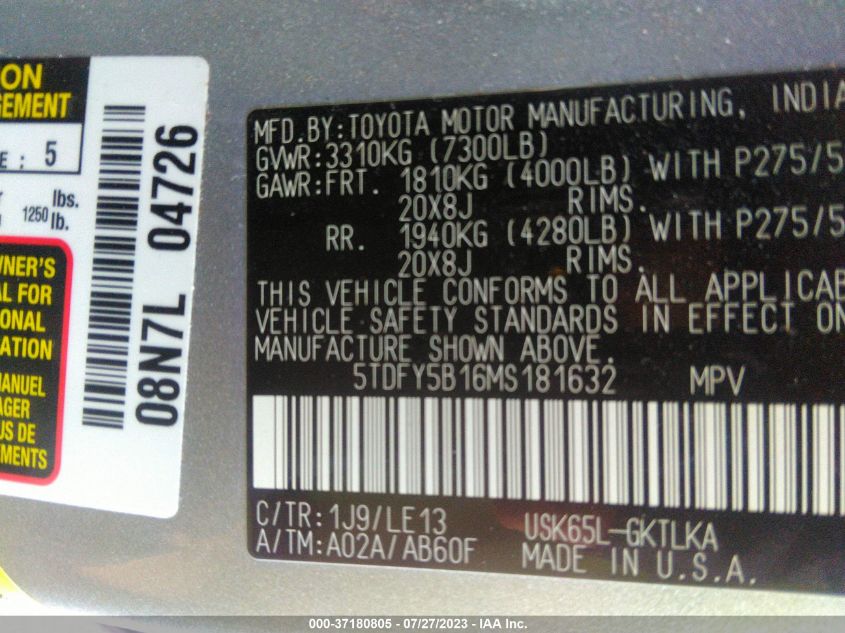 ON
GEMENT
E : 5
1250 lbs.
lb.
WNER'S
AL FOR
IONAL
ATION
MANUEL
AGER
US DE
EMENTS
08N7L 04726
MFD.BY:TOYOTA MOTOR MANUFACTURING, INDIA
GVWR:3310KG (7300LB)
GAWR:FRT. 1810KG (4000LB) WITH P275/5
20X8J RIMS.
RR. 1940KG (4280LB) WITH P275/5
20X8J RIMS.
THIS VEHICLE CONFORMS TO ALL APPLICAB
VEHICLE SAFETY STANDARDS IN EFFECT ON
MANUFACTURE SHOWN ABOVE.
5TDFY5B16MS181632 MPV
C/TR:1J9/LE13 USK65L-GKTLKA
A/TM:A02A/AB60F MADE IN U.S.A.
000-37180805 - 07/27/2023 - IAA Inc.